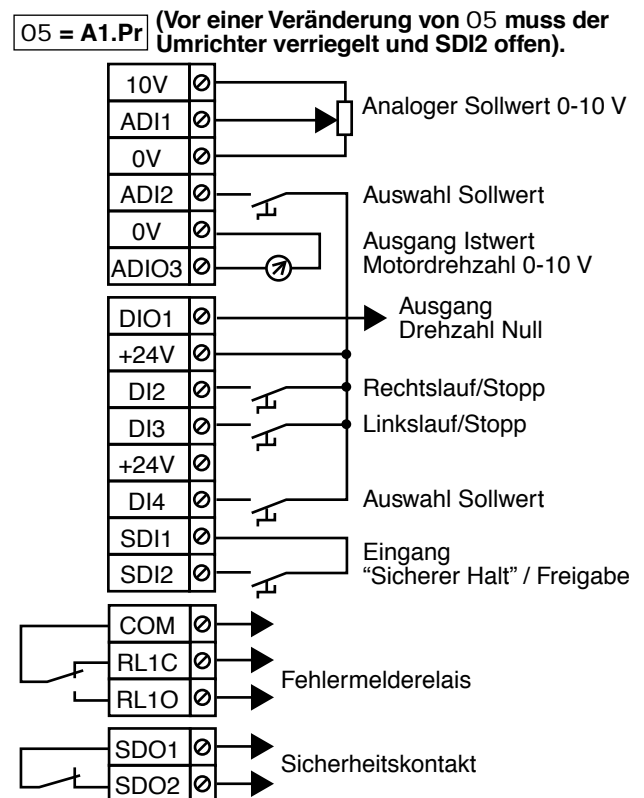 05 = A1.Pr (Vor einer Veränderung von 05 muss der
Umrichter verriegelt und SDI2 offen).
10V
Analoger Sollwert 0-10 V
ADI1
0V
ADI2 Auswahl Sollwert
0V
Ausgang Istwert
Motordrehzahl 0-10 V
ADIO3
Ausgang
DIO1
Drehzahl Null
+24V
DI2 Rechtslauf/Stopp
DI3 Linkslauf/Stopp
+24V
DI4 Auswahl Sollwert
SDI1
Eingang
SDI2 “Sicherer Halt” / Freigabe
COM
RL1C
Fehlermelderelais
RL1O
SDO1
Sicherheitskontakt
SDO2